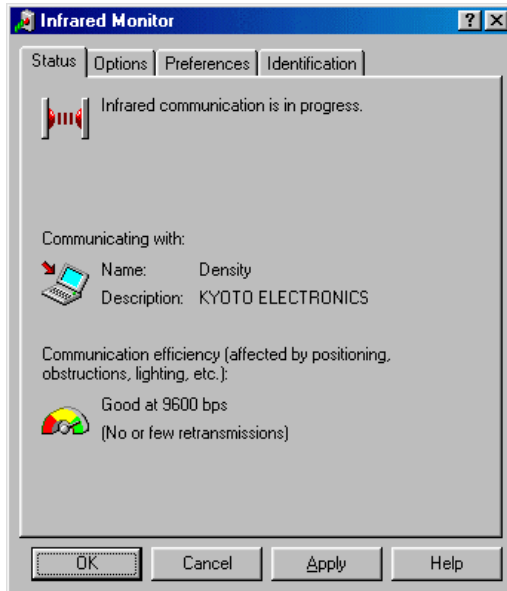 Infrared Monitor
Status Options Preferences Identification
Infrared communication is in progress.
Communicating with:
Name: Density
Description: KYOTO ELECTRONICS
Communication efficiency (affected by positioning,
obstructions, lighting, etc.):
Good at 9600 bps
(No or few retransmissions)
OK Cancel Apply Help